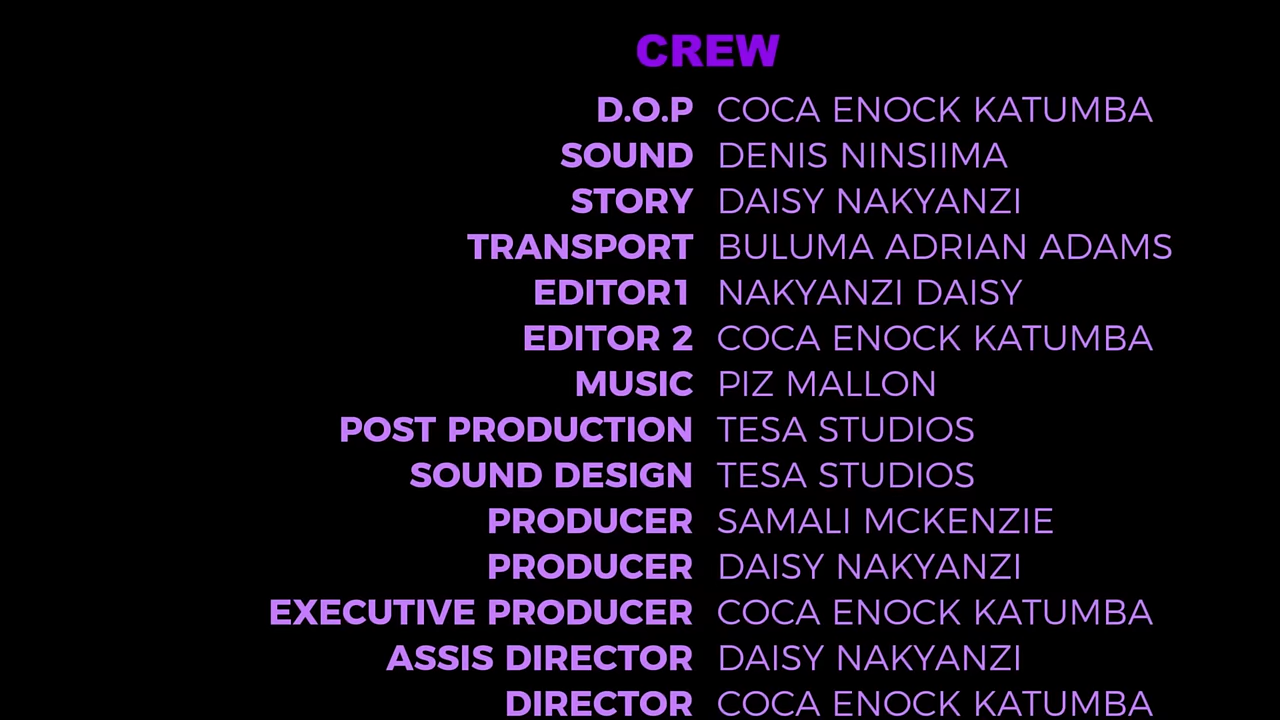 CREW
D.O.P COCA ENOCK KATUMBA
SOUND DENIS NINSIIMA
STORY DAISY NAKYANZI
TRANSPORT BULUMA ADRIAN ADAMS
EDITOR1 NAKYANZI DAISY
EDITOR 2 COCA ENOCK KATUMBA
MUSIC PIZ MALLON
POST PRODUCTION TESA STUDIOS
SOUND DESIGN TESA STUDIOS
PRODUCER SAMALI MCKENZIE
PRODUCER DAISY NAKYANZI
EXECUTIVE PRODUCER COCA ENOCK KATUMBA
ASSIS DIRECTOR DAISY NAKYANZI
DIRECTOR COCA ENOCK KATUMBA